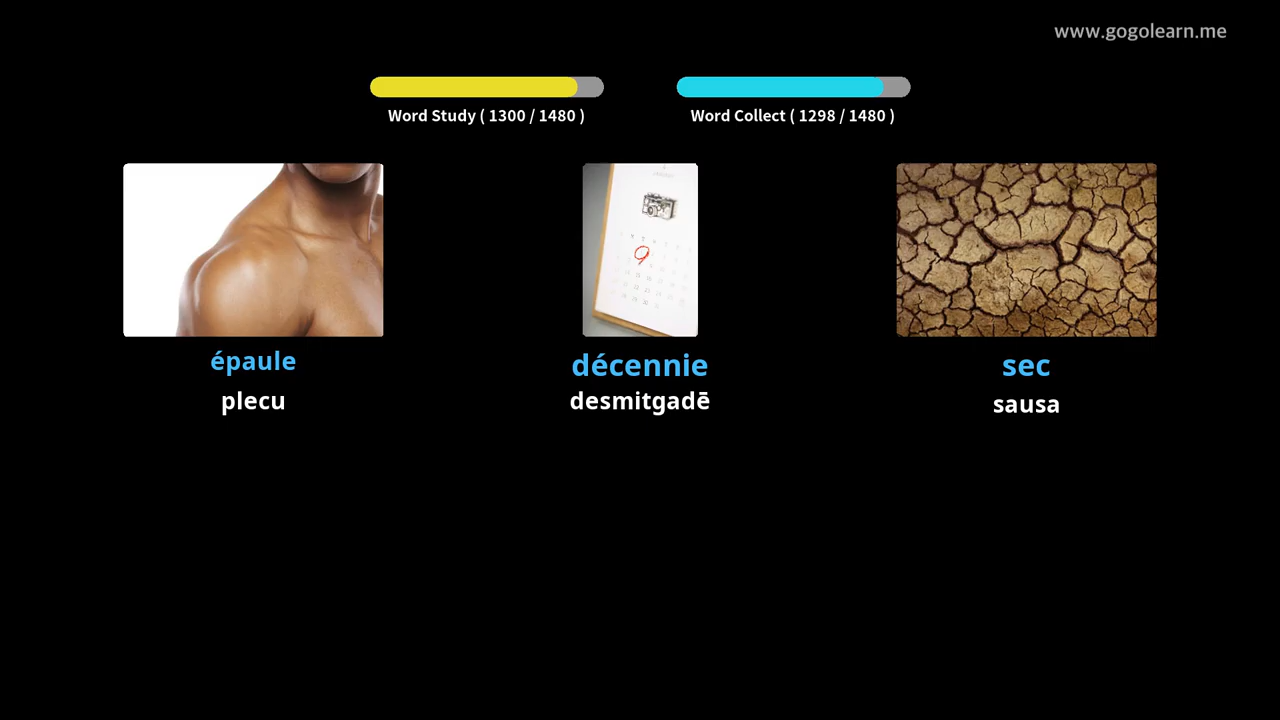 www.gogolearn.me
Word Study ( 1300 / 1480 )
Word Collect ( 1298 / 1480 )
épaule
plecu
décennie
desmitgadē
sec
sausa